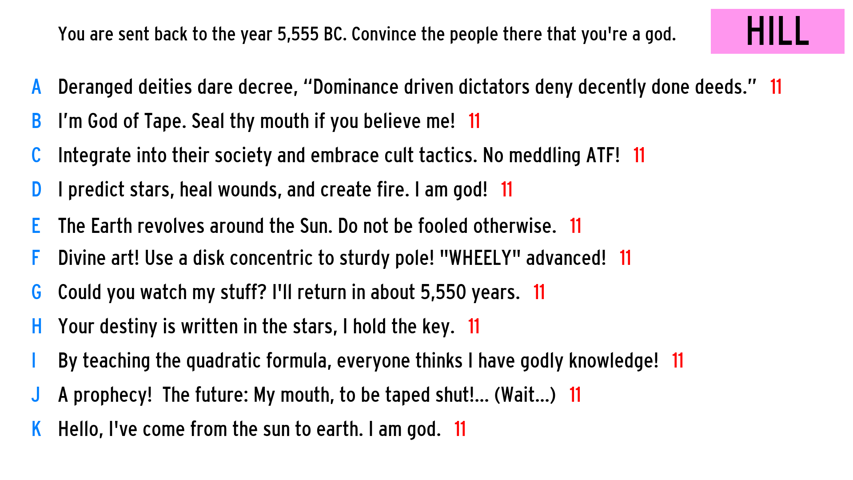 You are sent back to the year 5,555 BC. Convince the people there that you're a god.
HILL
A Deranged deities dare decree, “Dominance driven dictators deny decently done deeds.” 11
B I’m God of Tape. Seal thy mouth if you believe me! 11
C Integrate into their society and embrace cult tactics. No meddling ATF! 11
D I predict stars, heal wounds, and create fire. I am god! 11
E The Earth revolves around the Sun. Do not be fooled otherwise. 11
F Divine art! Use a disk concentric to sturdy pole! "WHEELY" advanced! 11
G Could you watch my stuff? I'll return in about 5,550 years. 11
H Your destiny is written in the stars, I hold the key. 11
I By teaching the quadratic formula, everyone thinks I have godly knowledge! 11
J A prophecy! The future: My mouth, to be taped shut!... (Wait...) 11
K Hello, I've come from the sun to earth. I am god. 11